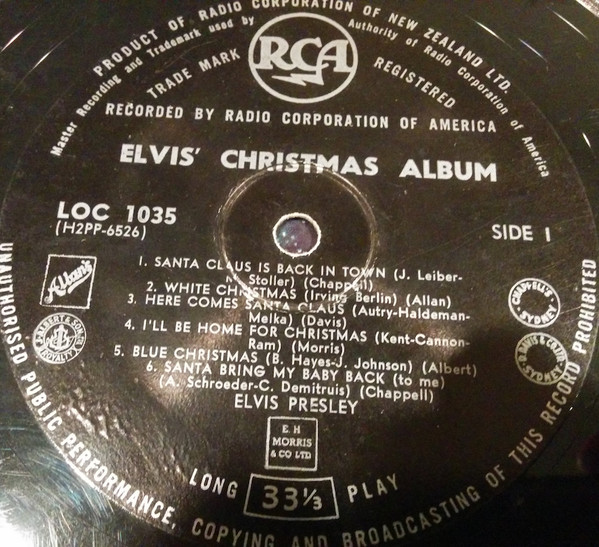 PRODUCT OF RADIO CORPORATION OF NEW ZEALAND LTD.
Master Recording and Trademark used by Authority of Radio Corporation of America
RCA
TRADE MARK REGISTERED
RECORDED BY RADIO CORPORATION OF AMERICA
ELVIS' CHRISTMAS ALBUM
LOC 1035
(H2PP-6526)
SIDE I
1. SANTA CLAUS IS BACK IN TOWN (J. Leiber-
Stoller) (Chappell)
2. WHITE CHRISTMAS (Irving Berlin) (Allan)
3. HERE COMES SANTA CLAUS (Autry-Haldeman-
Melka) (Davis)
4. I'LL BE HOME FOR CHRISTMAS (Kent-Cannon-
Ram) (Morris)
5. BLUE CHRISTMAS (B. Hayes-J. Johnson) (Albert)
6. SANTA BRING MY BABY BACK (to me)
(A. Schroeder-C. Demitruis) (Chappell)
ELVIS PRESLEY
Allan's
CHAPPELL'S
SYDNEY
SYDNEY
E. H
MORRIS
& CO LTD
LONG 33⅓ PLAY
UNAUTHORISED PUBLIC PERFORMANCE, COPYING AND BROADCASTING OF THIS RECORD PROHIBITED